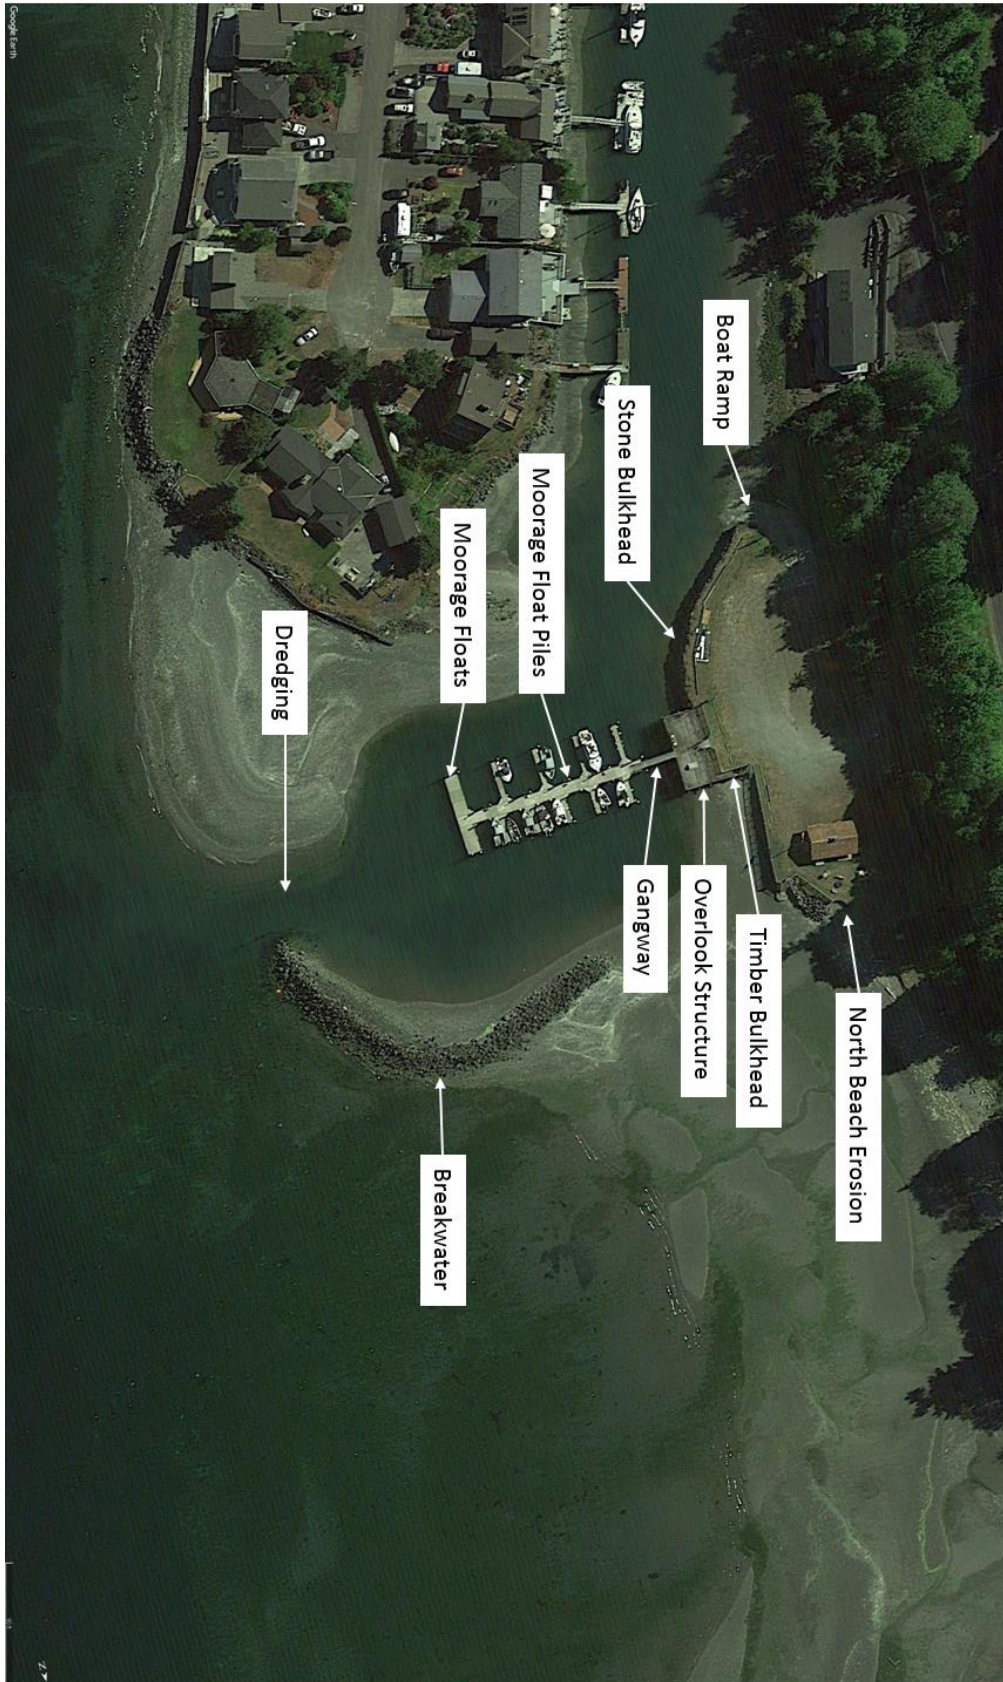 North Beach Erosion
Timber Bulkhead
Boat Ramp
Overlook Structure
Gangway
Stone Bulkhead
Moorage Float Piles
Moorage Floats
Breakwater
Dredging
Google Earth
N